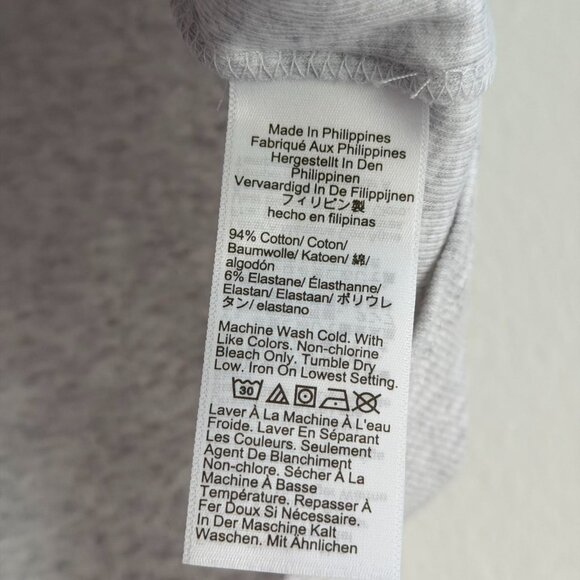 Made In Philippines
Fabriqué Aux Philippines
Hergestellt In Den
Philippinen
Vervaardigd In De Filippijnen
フィリピン製
hecho en filipinas
94% Cotton/ Coton/
Baumwolle/ Katoen/ 綿/
algodón
6% Elastane/ Élasthanne/
Elastan/ Elastaan/ ポリウレ
タン/ elastano
Machine Wash Cold. With
Like Colors. Non-chlorine
Bleach Only. Tumble Dry
Low. Iron On Lowest Setting.
30
Laver À La Machine À L'eau
Froide. Laver En Séparant
Les Couleurs. Seulement
Agent De Blanchiment
Non-chlore. Sécher À La
Machine À Basse
Température. Repasser À
Fer Doux Si Nécessaire.
In Der Maschine Kalt
Waschen. Mit Ähnlichen